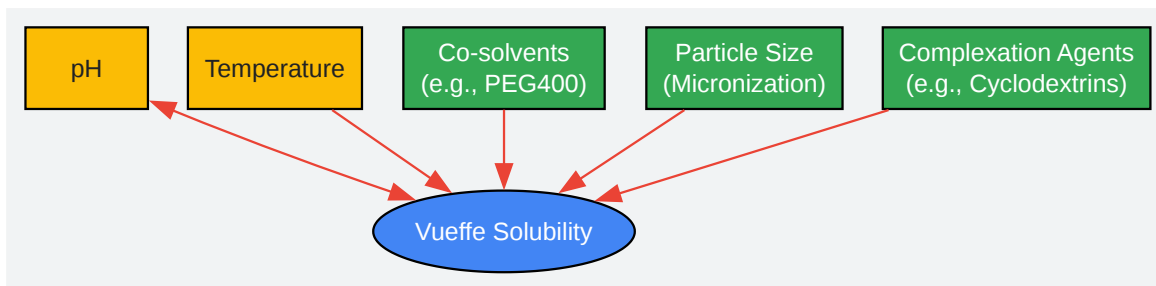 pH
Temperature
Co-solvents
(e.g., PEG400)
Particle Size
(Micronization)
Complexation Agents
(e.g., Cyclodextrins)
Vueffe Solubility